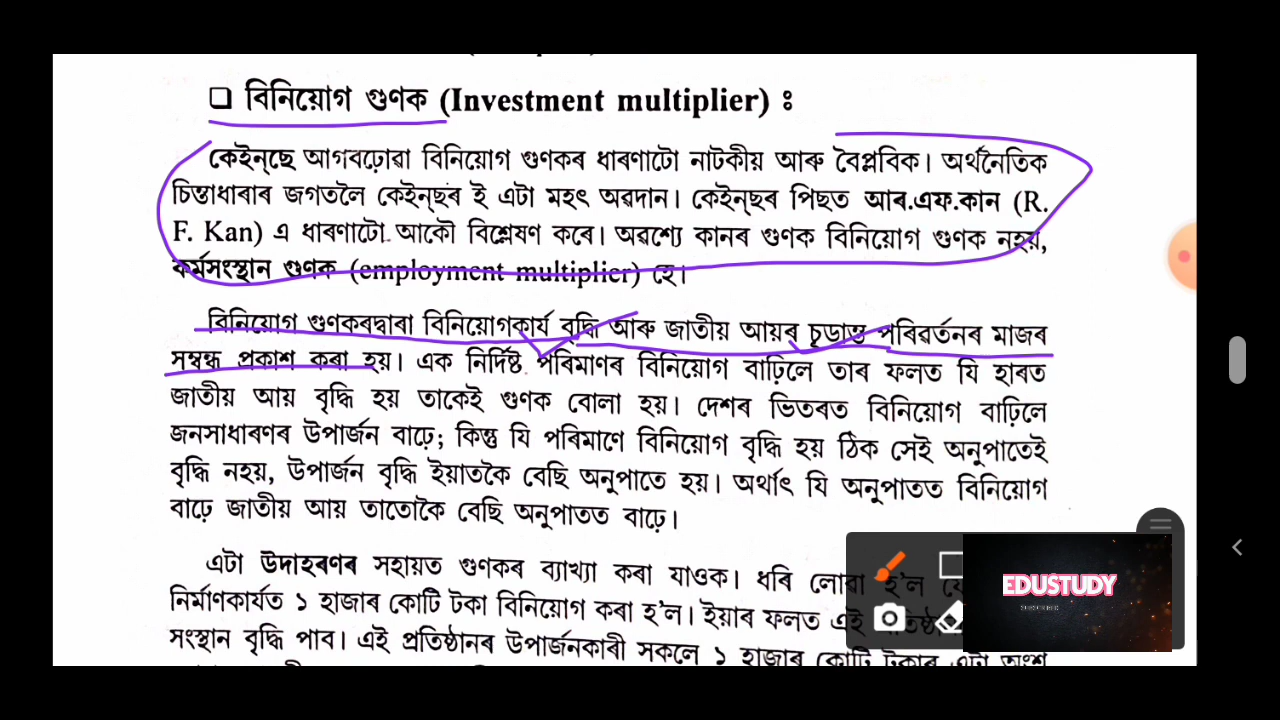 ❑ বিনিয়োগ গুণক (Investment multiplier) ঃ
কেইন্‌ছে আগবঢ়োৱা বিনিয়োগ গুণকৰ ধাৰণাটো নাটকীয় আৰু বৈপ্লৱিক। অৰ্থনৈতিক
চিন্তাধাৰাৰ জগতলৈ কেইন্‌ছৰ ই এটা মহৎ অৱদান। কেইন্‌ছৰ পিছত আৰ.এফ.কান (R.
F. Kan) এ ধাৰণাটো আকৌ বিশ্লেষণ কৰে। অৱশ্যে কানৰ গুণক বিনিয়োগ গুণক নহয়,
কৰ্মসংস্থান গুণক (employment multiplier) হে।
বিনিয়োগ গুণকৰদ্বাৰা বিনিয়োগকাৰ্য বৃদ্ধি আৰু জাতীয় আয়ৰ চূড়ান্ত পৰিৱৰ্তনৰ মাজৰ
সম্বন্ধ প্ৰকাশ কৰা হয়। এক নিৰ্দিষ্ট পৰিমাণৰ বিনিয়োগ বাঢ়িলে তাৰ ফলত যি হাৰত
জাতীয় আয় বৃদ্ধি হয় তাকেই গুণক বোলা হয়। দেশৰ ভিতৰত বিনিয়োগ বাঢ়িলে
জনসাধাৰণৰ উপাৰ্জন বাঢ়ে; কিন্তু যি পৰিমাণে বিনিয়োগ বৃদ্ধি হয় ঠিক সেই অনুপাতেই
বৃদ্ধি নহয়, উপাৰ্জন বৃদ্ধি ইয়াতকৈ বেছি অনুপাতে হয়। অৰ্থাৎ যি অনুপাতত বিনিয়োগ
বাঢ়ে জাতীয় আয় তাতোকৈ বেছি অনুপাতত বাঢ়ে।
এটা উদাহৰণৰ সহায়ত গুণকৰ ব্যাখ্যা কৰা যাওক। ধৰি লোৱা হ'ল
নিৰ্মাণকাৰ্যত ১ হাজাৰ কোটি টকা বিনিয়োগ কৰা হ'ল। ইয়াৰ ফলত এই
সংস্থান বৃদ্ধি পাব। এই প্ৰতিষ্ঠানৰ উপাৰ্জনকাৰী সকলে ১ হাজাৰ কোটি টকাৰ এটা অংশ
EDUSTUDY